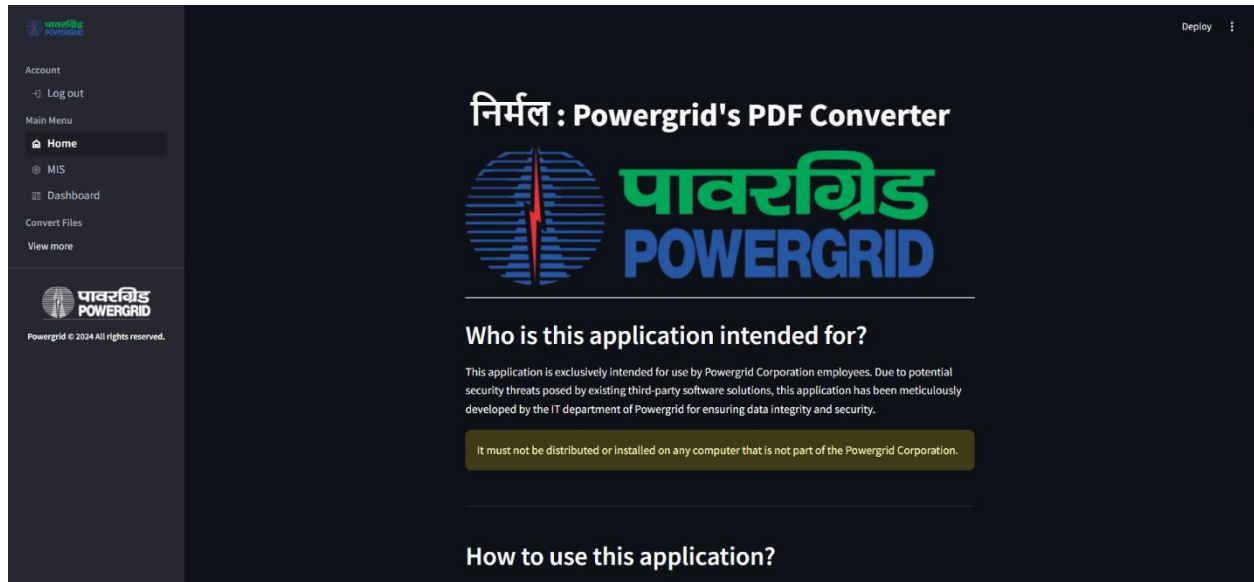 पावरग्रिड
POWERGRID
Account
Log out
Main Menu
Home
MIS
Dashboard
Convert Files
View more
पावरग्रिड
POWERGRID
Powergrid © 2024 All rights reserved.
Deploy
निर्मल : Powergrid's PDF Converter
पावरग्रिड
POWERGRID
Who is this application intended for?
This application is exclusively intended for use by Powergrid Corporation employees. Due to potential
security threats posed by existing third-party software solutions, this application has been meticulously
developed by the IT department of Powergrid for ensuring data integrity and security.
It must not be distributed or installed on any computer that is not part of the Powergrid Corporation.
How to use this application?